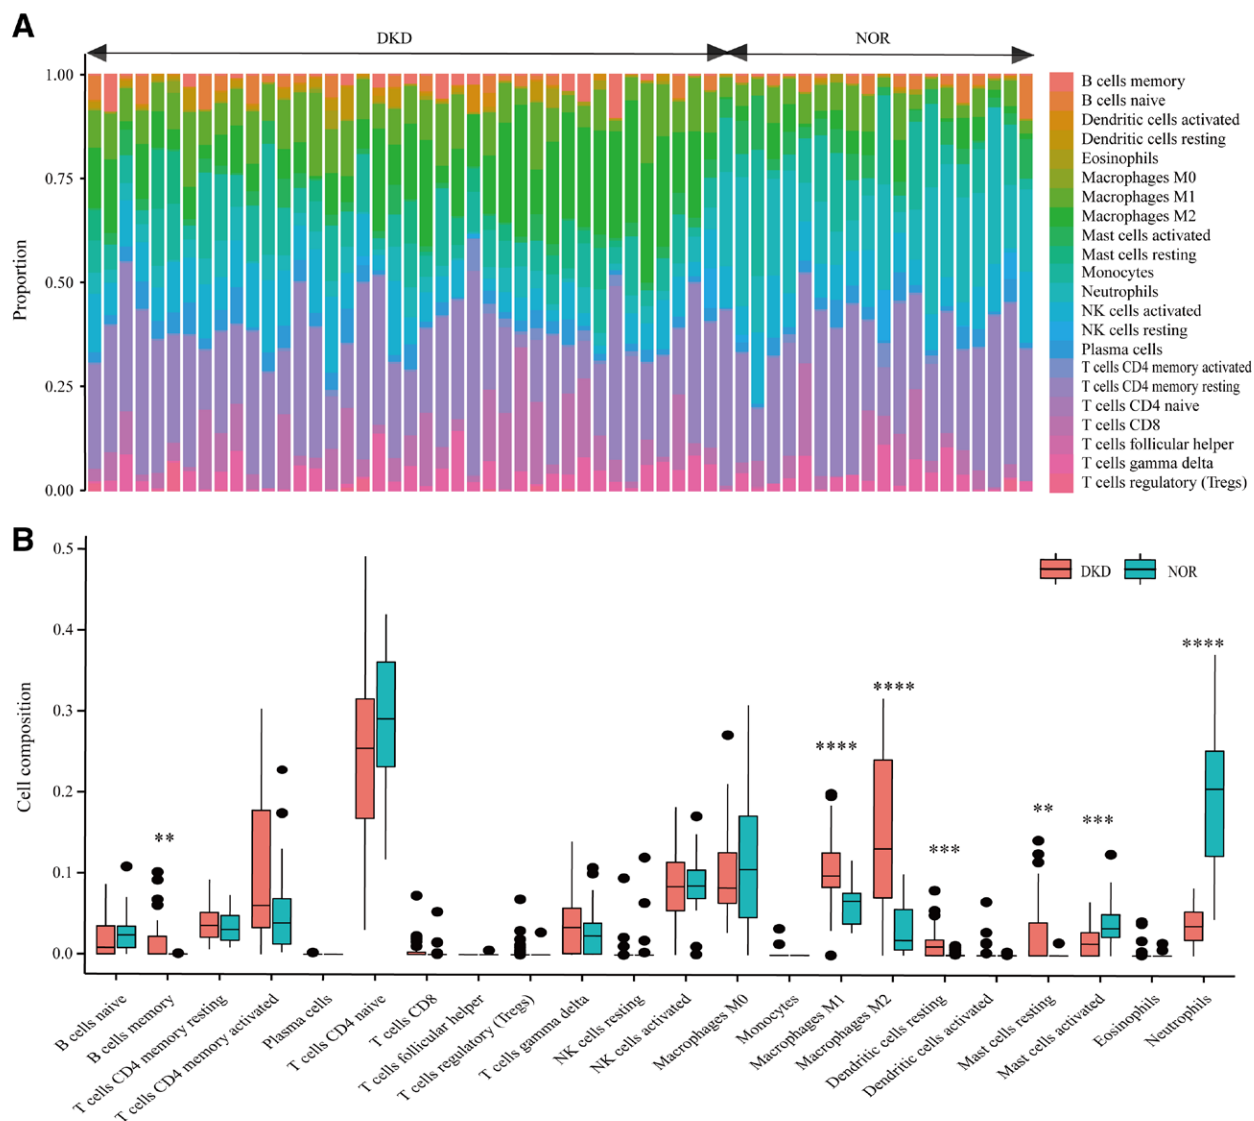 A
DKD
NOR
Proportion
1.00
0.75
0.50
0.25
0.00
B cells memory
B cells naive
Dendritic cells activated
Dendritic cells resting
Eosinophils
Macrophages M0
Macrophages M1
Macrophages M2
Mast cells activated
Mast cells resting
Monocytes
Neutrophils
NK cells activated
NK cells resting
Plasma cells
T cells CD4 memory activated
T cells CD4 memory resting
T cells CD4 naive
T cells CD8
T cells follicular helper
T cells gamma delta
T cells regulatory (Tregs)
B
Cell composition
0.5
0.4
0.3
0.2
0.1
0.0
DKD
NOR
**
****
****
***
**
***
****
B cells naive
B cells memory
T cells CD4 memory resting
T cells CD4 memory activated
Plasma cells
T cells CD4 naive
T cells CD8
T cells follicular helper
T cells regulatory (Tregs)
T cells gamma delta
NK cells resting
NK cells activated
Macrophages M0
Monocytes
Macrophages M1
Macrophages M2
Dendritic cells resting
Dendritic cells activated
Mast cells resting
Mast cells activated
Eosinophils
Neutrophils